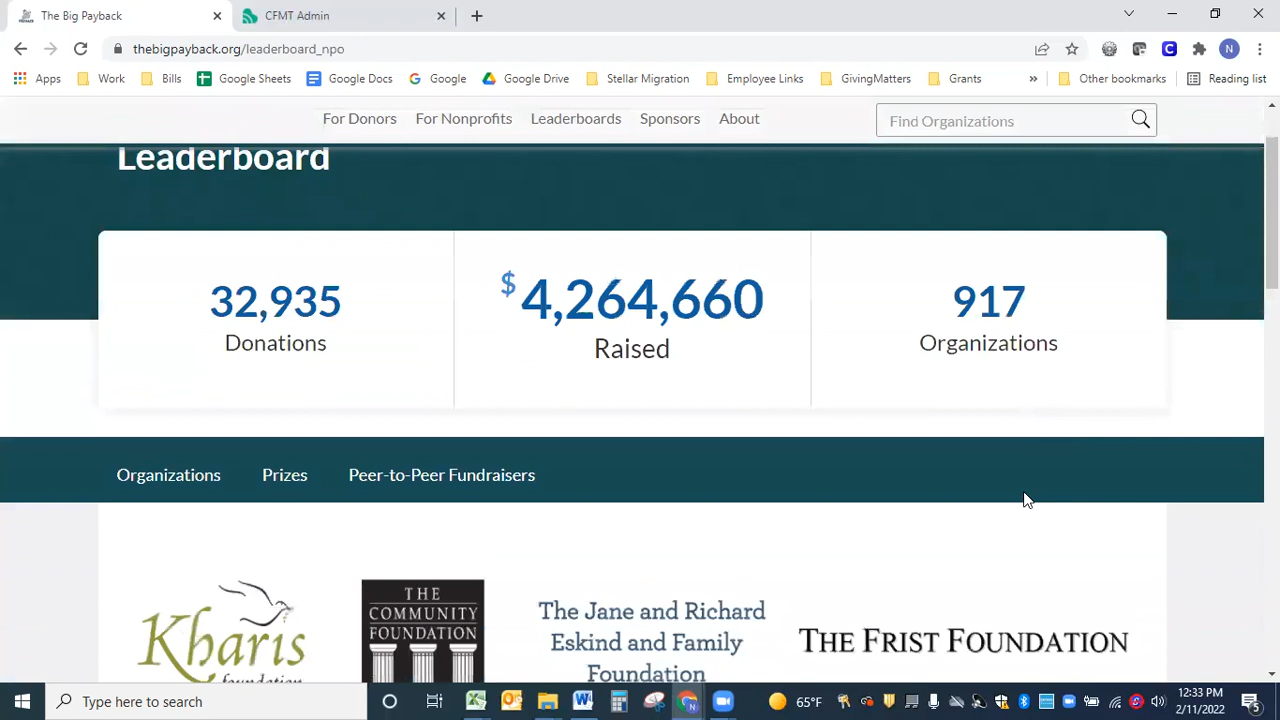 The Big Payback
CFMT Admin
thebigpayback.org/leaderboard_npo
N
Apps Work Bills Google Sheets Google Docs Google Google Drive Stellar Migration Employee Links GivingMatters Grants » Other bookmarks Reading list
For Donors For Nonprofits Leaderboards Sponsors About
Find Organizations
Leaderboard
32,935
Donations
$4,264,660
Raised
917
Organizations
Organizations Prizes Peer-to-Peer Fundraisers
Kharis
foundation
THE
COMMUNITY
FOUNDATION
The Jane and Richard
Eskind and Family
Foundation
THE FRIST FOUNDATION
Type here to search
65°F
12:33 PM
2/11/2022
5